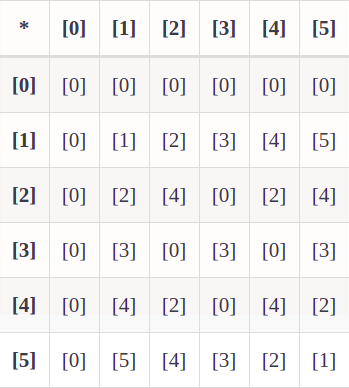 * [0] [1] [2] [3] [4] [5]
[0] [0] [0] [0] [0] [0] [0]
[1] [0] [1] [2] [3] [4] [5]
[2] [0] [2] [4] [0] [2] [4]
[3] [0] [3] [0] [3] [0] [3]
[4] [0] [4] [2] [0] [4] [2]
[5] [0] [5] [4] [3] [2] [1]